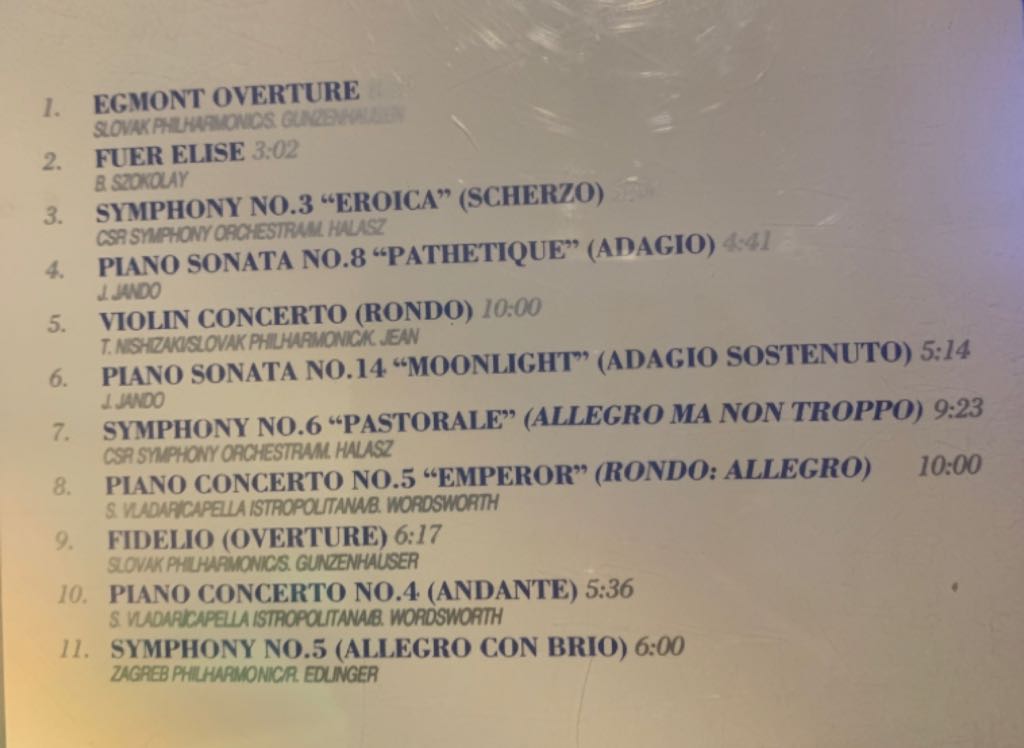 1. EGMONT OVERTURE
SLOVAK PHILHARMONIC/S. GUNZENHAUSER
2. FUER ELISE 3:02
B. SZOKOLAY
3. SYMPHONY NO.3 “EROICA” (SCHERZO)
CSR SYMPHONY ORCHESTRA/M. HALASZ
4. PIANO SONATA NO.8 “PATHETIQUE” (ADAGIO) 4:41
J. JANDO
5. VIOLIN CONCERTO (RONDO) 10:00
T. NISHIZAKI/SLOVAK PHILHARMONIC/K. JEAN
6. PIANO SONATA NO.14 “MOONLIGHT” (ADAGIO SOSTENUTO) 5:14
J. JANDO
7. SYMPHONY NO.6 “PASTORALE” (ALLEGRO MA NON TROPPO) 9:23
CSR SYMPHONY ORCHESTRA/M. HALASZ
8. PIANO CONCERTO NO.5 “EMPEROR” (RONDO: ALLEGRO) 10:00
S. VLADAR/CAPELLA ISTROPOLITANA/B. WORDSWORTH
9. FIDELIO (OVERTURE) 6:17
SLOVAK PHILHARMONIC/S. GUNZENHAUSER
10. PIANO CONCERTO NO.4 (ANDANTE) 5:36
S. VLADAR/CAPELLA ISTROPOLITANA/B. WORDSWORTH
11. SYMPHONY NO.5 (ALLEGRO CON BRIO) 6:00
ZAGREB PHILHARMONIC/R. EDLINGER